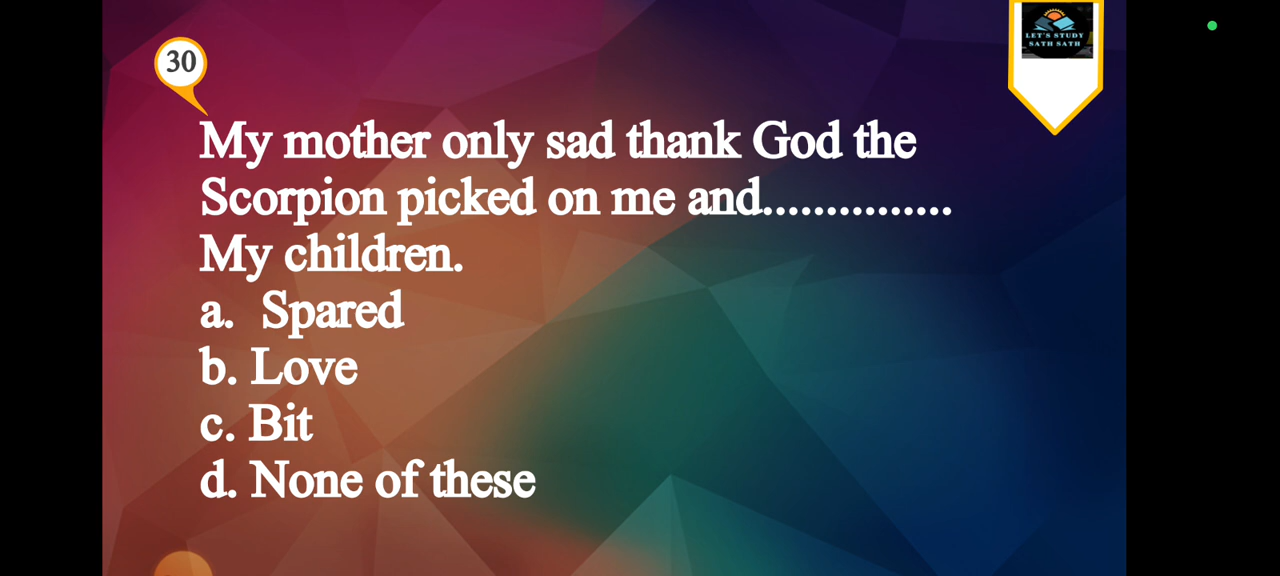 30
LET'S STUDY
SATH SATH
My mother only sad thank God the
Scorpion picked on me and...............
My children.
a. Spared
b. Love
c. Bit
d. None of these